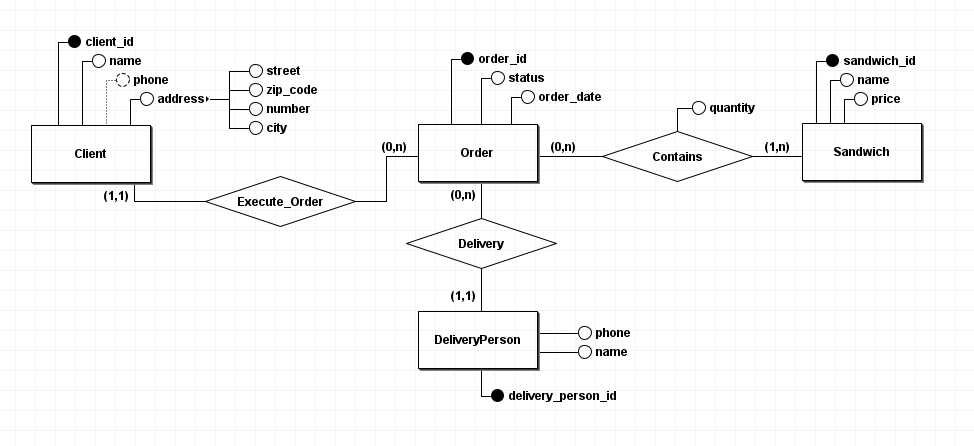 client_id
name
phone
address
street
zip_code
number
city
Client
(1,1)
Execute_Order
(0,n)
order_id
status
order_date
Order
(0,n)
quantity
Contains
(1,n)
sandwich_id
name
price
Sandwich
(0,n)
Delivery
(1,1)
DeliveryPerson
phone
name
delivery_person_id